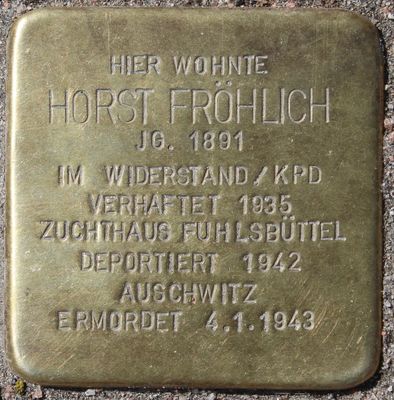 HIER WOHNTE
HORST FRÖHLICH
JG. 1891
IM WIDERSTAND / KPD
VERHAFTET 1935
ZUCHTHAUS FUHLSBÜTTEL
DEPORTIERT 1942
AUSCHWITZ
ERMORDET 4.1.1943